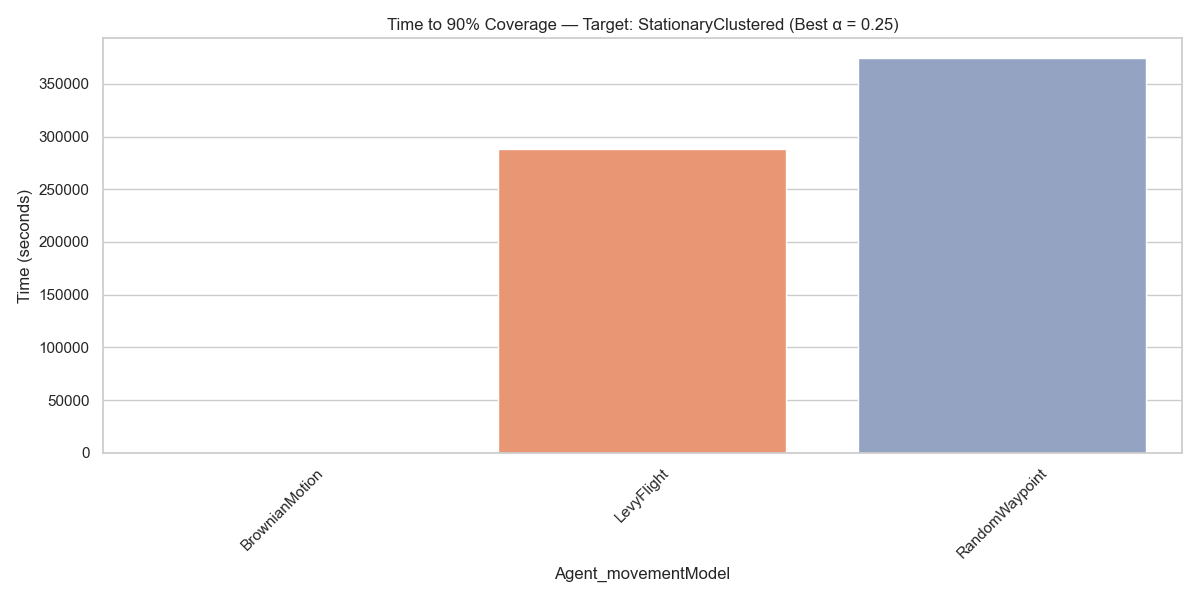 Time to 90% Coverage — Target: StationaryClustered (Best α = 0.25)
350000
300000
250000
200000
150000
100000
50000
0
Time (seconds)
BrownianMotion
LevyFlight
RandomWaypoint
Agent_movementModel